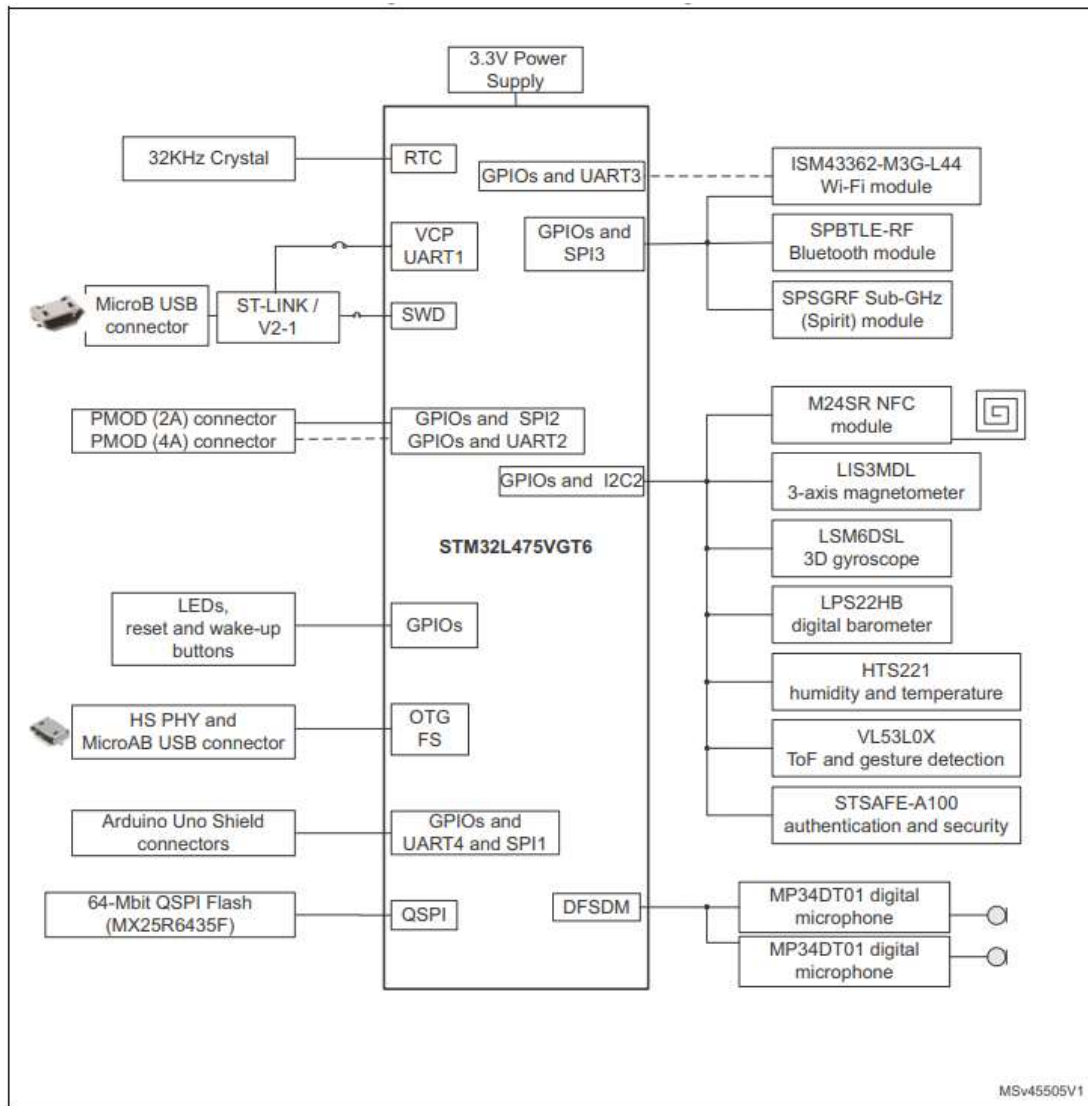 3.3V Power
Supply
32KHz Crystal
RTC
GPIOs and UART3
ISM43362-M3G-L44
Wi-Fi module
VCP
UART1
GPIOs and
SPI3
SPBTLE-RF
Bluetooth module
MicroB USB
connector
ST-LINK /
V2-1
SWD
SPSGRF Sub-GHz
(Spirit) module
PMOD (2A) connector
PMOD (4A) connector
GPIOs and SPI2
GPIOs and UART2
M24SR NFC
module
GPIOs and I2C2
LIS3MDL
3-axis magnetometer
STM32L475VGT6
LSM6DSL
3D gyroscope
LEDs,
reset and wake-up
buttons
GPIOs
LPS22HB
digital barometer
HTS221
humidity and temperature
HS PHY and
MicroAB USB connector
OTG
FS
VL53L0X
ToF and gesture detection
Arduino Uno Shield
connectors
GPIOs and
UART4 and SPI1
STSAFE-A100
authentication and security
64-Mbit QSPI Flash
(MX25R6435F)
QSPI
DFSDM
MP34DT01 digital
microphone
MP34DT01 digital
microphone
MSv45505V1